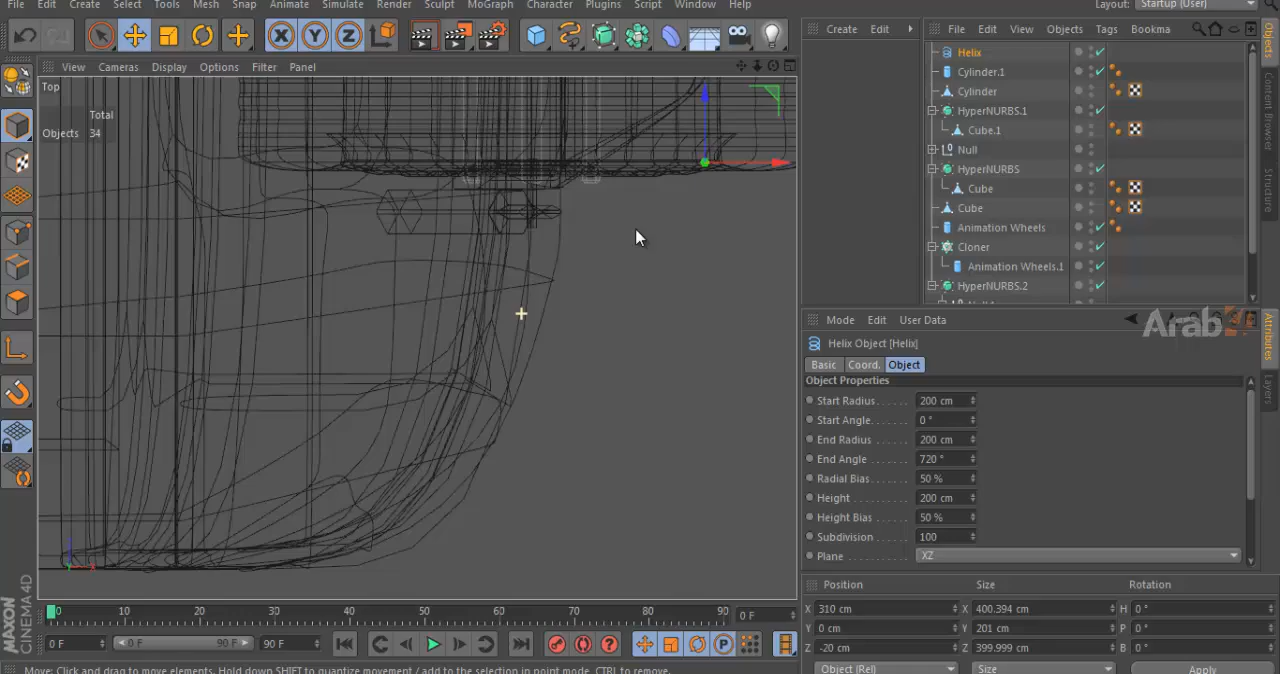 File Edit Create Select Tools Mesh Snap Animate Simulate Render Sculpt MoGraph Character Plugins Script Window Help Layout: Startup (User)
Create Edit
File Edit View Objects Tags Bookma
View Cameras Display Options Filter Panel
Top
Total
Objects 34
Helix
Cylinder.1
Cylinder
HyperNURBS.1
Cube.1
Null
HyperNURBS
Cube
Cube
Animation Wheels
Cloner
Animation Wheels.1
HyperNURBS.2
Objects
Content Browser
Structure
Mode Edit User Data
Arab
Helix Object [Helix]
Basic Coord. Object
Object Properties
Start Radius 200 cm
Start Angle 0 °
End Radius 200 cm
End Angle 720 °
Radial Bias 50 %
Height 200 cm
Height Bias 50 %
Subdivision 100
Plane XZ
Attributes
Layers
Position Size Rotation
X 310 cm X 400.394 cm H 0 °
Y 0 cm Y 201 cm P 0 °
Z -20 cm Z 399.999 cm B 0 °
Object (Rel) Size Apply
0 10 20 30 40 50 60 70 80 90 0 F
0 F 0 F 90 F 90 F
MAXON
CINEMA 4D
Move: Click and drag to move elements. Hold down SHIFT to quantize movement / add to the selection in point mode, CTRL to remove.